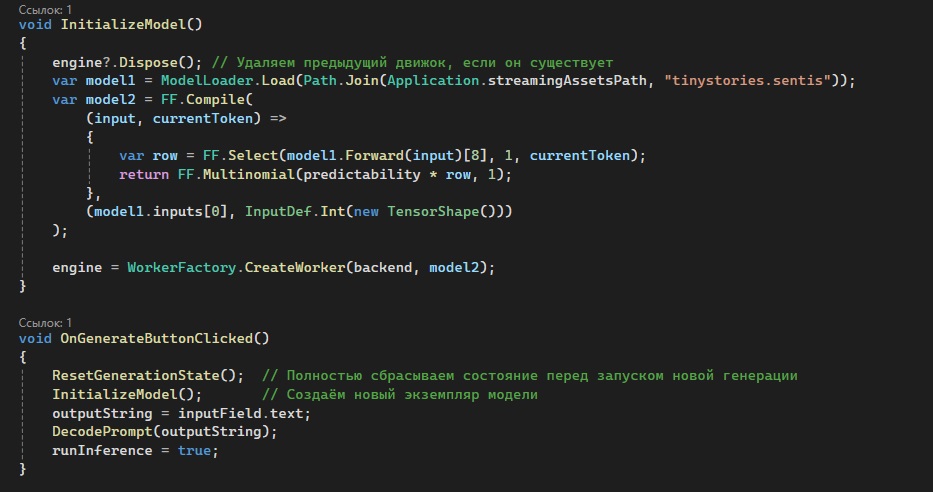 Ссылок: 1
void InitializeModel()
{
    engine?.Dispose(); // Удаляем предыдущий движок, если он существует
    var model1 = ModelLoader.Load(Path.Join(Application.streamingAssetsPath, "tinystories.sentis"));
    var model2 = FF.Compile(
        (input, currentToken) =>
        {
            var row = FF.Select(model1.Forward(input)[8], 1, currentToken);
            return FF.Multinomial(predictability * row, 1);
        },
        (model1.inputs[0], InputDef.Int(new TensorShape()))
    );

    engine = WorkerFactory.CreateWorker(backend, model2);
}

Ссылок: 1
void OnGenerateButtonClicked()
{
    ResetGenerationState();  // Полностью сбрасываем состояние перед запуском новой генерации
    InitializeModel();       // Создаём новый экземпляр модели
    outputString = inputField.text;
    DecodePrompt(outputString);
    runInference = true;
}